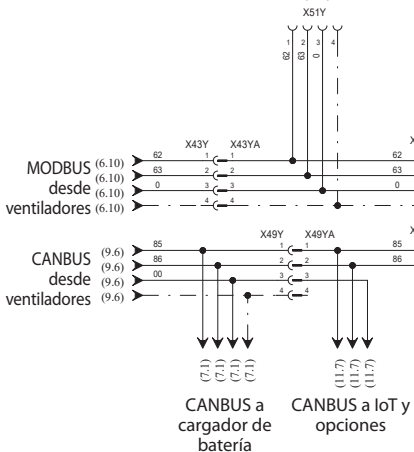 X51Y
1 2 3 4
62 63 0
X43Y X43YA X
MODBUS (6.10) 62 1 1 62
(6.10) 63 2 2 63
desde (6.10) 0 3 3 0
ventiladores (6.10) 4 4
X49Y X49YA X
CANBUS (9.6) 85 1 1 85
(9.6) 86 2 2 86
desde (9.6) 00 3 3
ventiladores (9.6) 4 4
(7.1) (7.1) (7.1) (7.1) (11.7) (11.7) (11.7)
CANBUS a CANBUS a IoT y
cargador de opciones
batería